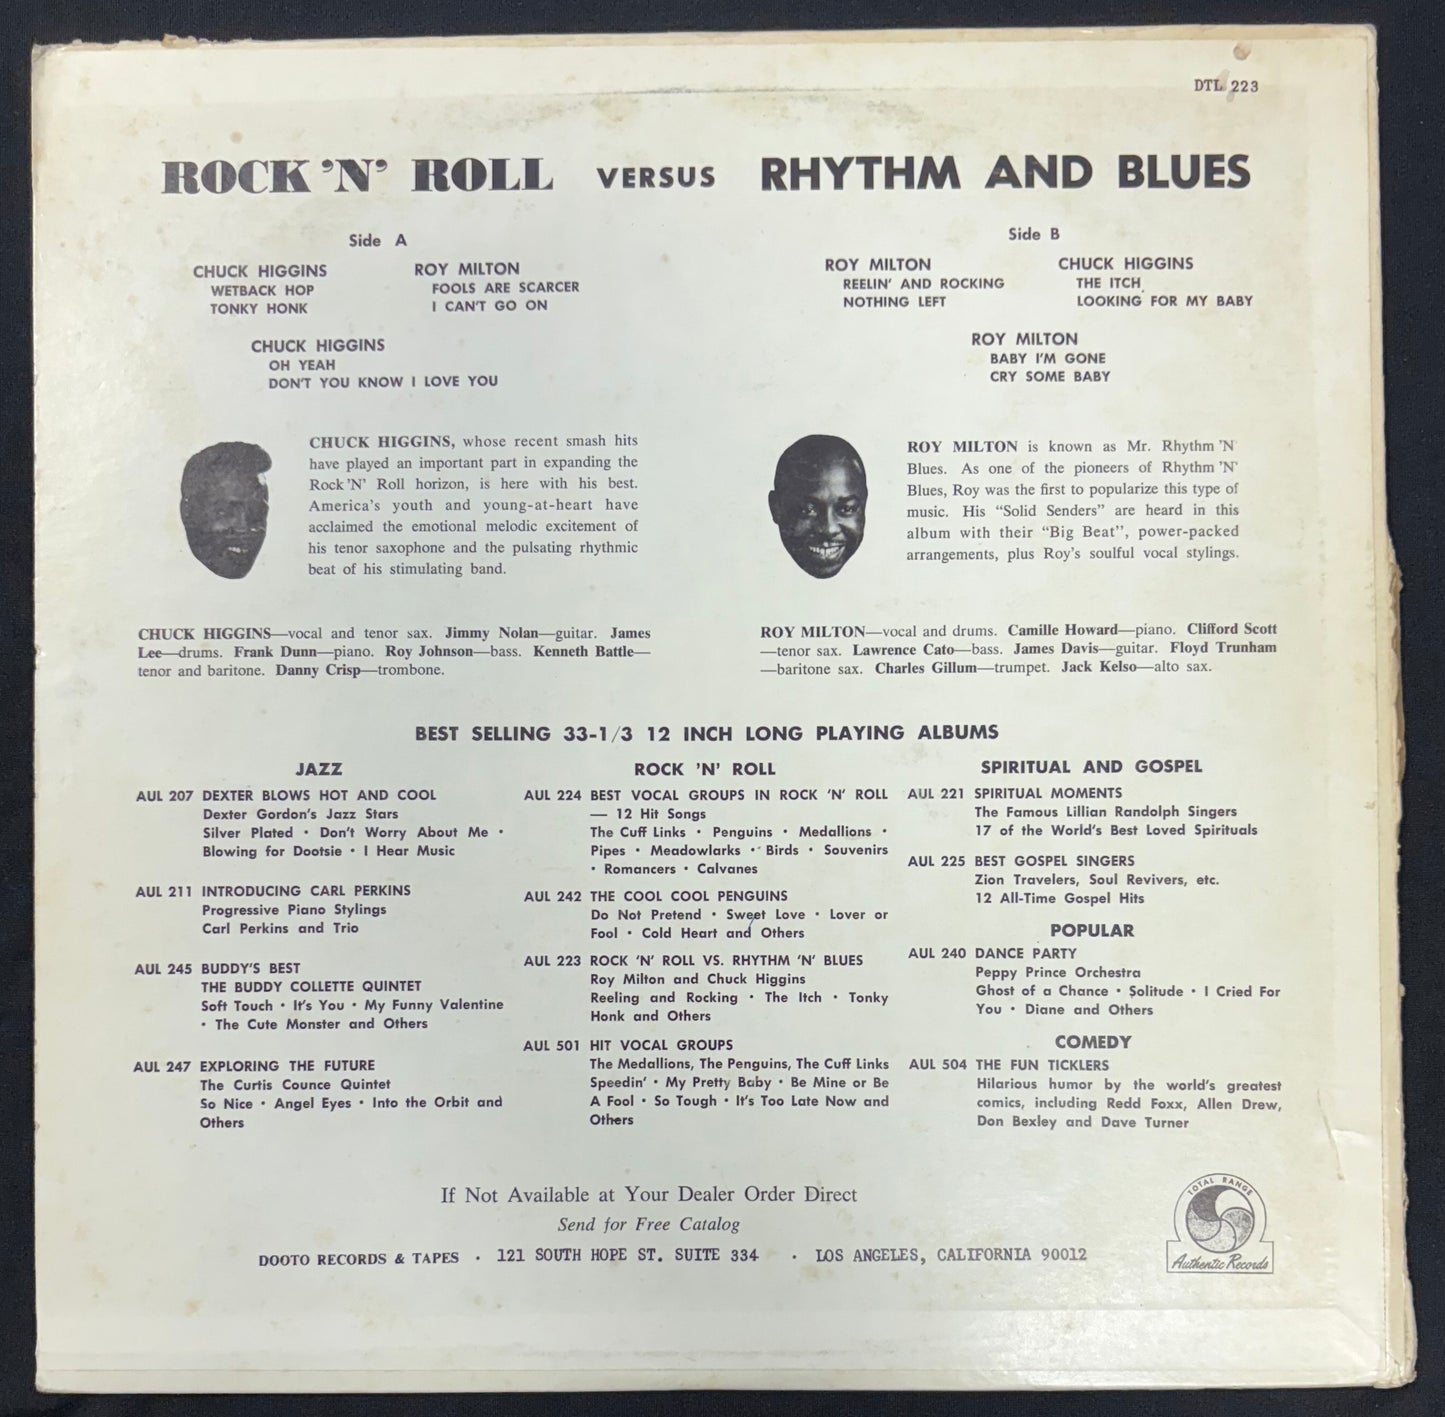 DTL 223
ROCK 'N' ROLL VERSUS RHYTHM AND BLUES
Side A
CHUCK HIGGINS
WETBACK HOP
TONKY HONK
ROY MILTON
FOOLS ARE SCARCER
I CAN'T GO ON
CHUCK HIGGINS
OH YEAH
DON'T YOU KNOW I LOVE YOU
Side B
ROY MILTON
REELIN' AND ROCKING
NOTHING LEFT
CHUCK HIGGINS
THE ITCH
LOOKING FOR MY BABY
ROY MILTON
BABY I'M GONE
CRY SOME BABY
CHUCK HIGGINS, whose recent smash hits
have played an important part in expanding the
Rock 'N' Roll horizon, is here with his best.
America's youth and young-at-heart have
acclaimed the emotional melodic excitement of
his tenor saxophone and the pulsating rhythmic
beat of his stimulating band.
ROY MILTON is known as Mr. Rhythm 'N'
Blues. As one of the pioneers of Rhythm 'N'
Blues, Roy was the first to popularize this type of
music. His "Solid Senders" are heard in this
album with their "Big Beat", power-packed
arrangements, plus Roy's soulful vocal stylings.
CHUCK HIGGINS—vocal and tenor sax. Jimmy Nolan—guitar. James
Lee—drums. Frank Dunn—piano. Roy Johnson—bass. Kenneth Battle—
tenor and baritone. Danny Crisp—trombone.
ROY MILTON—vocal and drums. Camille Howard—piano. Clifford Scott
—tenor sax. Lawrence Cato—bass. James Davis—guitar. Floyd Trunham
—baritone sax. Charles Gillum—trumpet. Jack Kelso—alto sax.
BEST SELLING 33-1/3 12 INCH LONG PLAYING ALBUMS
JAZZ
AUL 207 DEXTER BLOWS HOT AND COOL
Dexter Gordon's Jazz Stars
Silver Plated • Don't Worry About Me •
Blowing for Dootsie • I Hear Music
AUL 211 INTRODUCING CARL PERKINS
Progressive Piano Stylings
Carl Perkins and Trio
AUL 245 BUDDY'S BEST
THE BUDDY COLLETTE QUINTET
Soft Touch • It's You • My Funny Valentine
• The Cute Monster and Others
AUL 247 EXPLORING THE FUTURE
The Curtis Counce Quintet
So Nice • Angel Eyes • Into the Orbit and
Others
ROCK 'N' ROLL
AUL 224 BEST VOCAL GROUPS IN ROCK 'N' ROLL
— 12 Hit Songs
The Cuff Links • Penguins • Medallions •
Pipes • Meadowlarks • Birds • Souvenirs
• Romancers • Calvanes
AUL 242 THE COOL COOL PENGUINS
Do Not Pretend • Sweet Love • Lover or
Fool • Cold Heart and Others
AUL 223 ROCK 'N' ROLL VS. RHYTHM 'N' BLUES
Roy Milton and Chuck Higgins
Reeling and Rocking • The Itch • Tonky
Honk and Others
AUL 501 HIT VOCAL GROUPS
The Medallions, The Penguins, The Cuff Links
Speedin' • My Pretty Baby • Be Mine or Be
A Fool • So Tough • It's Too Late Now and
Others
SPIRITUAL AND GOSPEL
AUL 221 SPIRITUAL MOMENTS
The Famous Lillian Randolph Singers
17 of the World's Best Loved Spirituals
AUL 225 BEST GOSPEL SINGERS
Zion Travelers, Soul Revivers, etc.
12 All-Time Gospel Hits
POPULAR
AUL 240 DANCE PARTY
Peppy Prince Orchestra
Ghost of a Chance • Solitude • I Cried For
You • Diane and Others
COMEDY
AUL 504 THE FUN TICKLERS
Hilarious humor by the world's greatest
comics, including Redd Foxx, Allen Drew,
Don Bexley and Dave Turner
If Not Available at Your Dealer Order Direct
Send for Free Catalog
DOOTO RECORDS & TAPES • 121 SOUTH HOPE ST. SUITE 334 • LOS ANGELES, CALIFORNIA 90012
TOTAL RANGE
Authentic Records